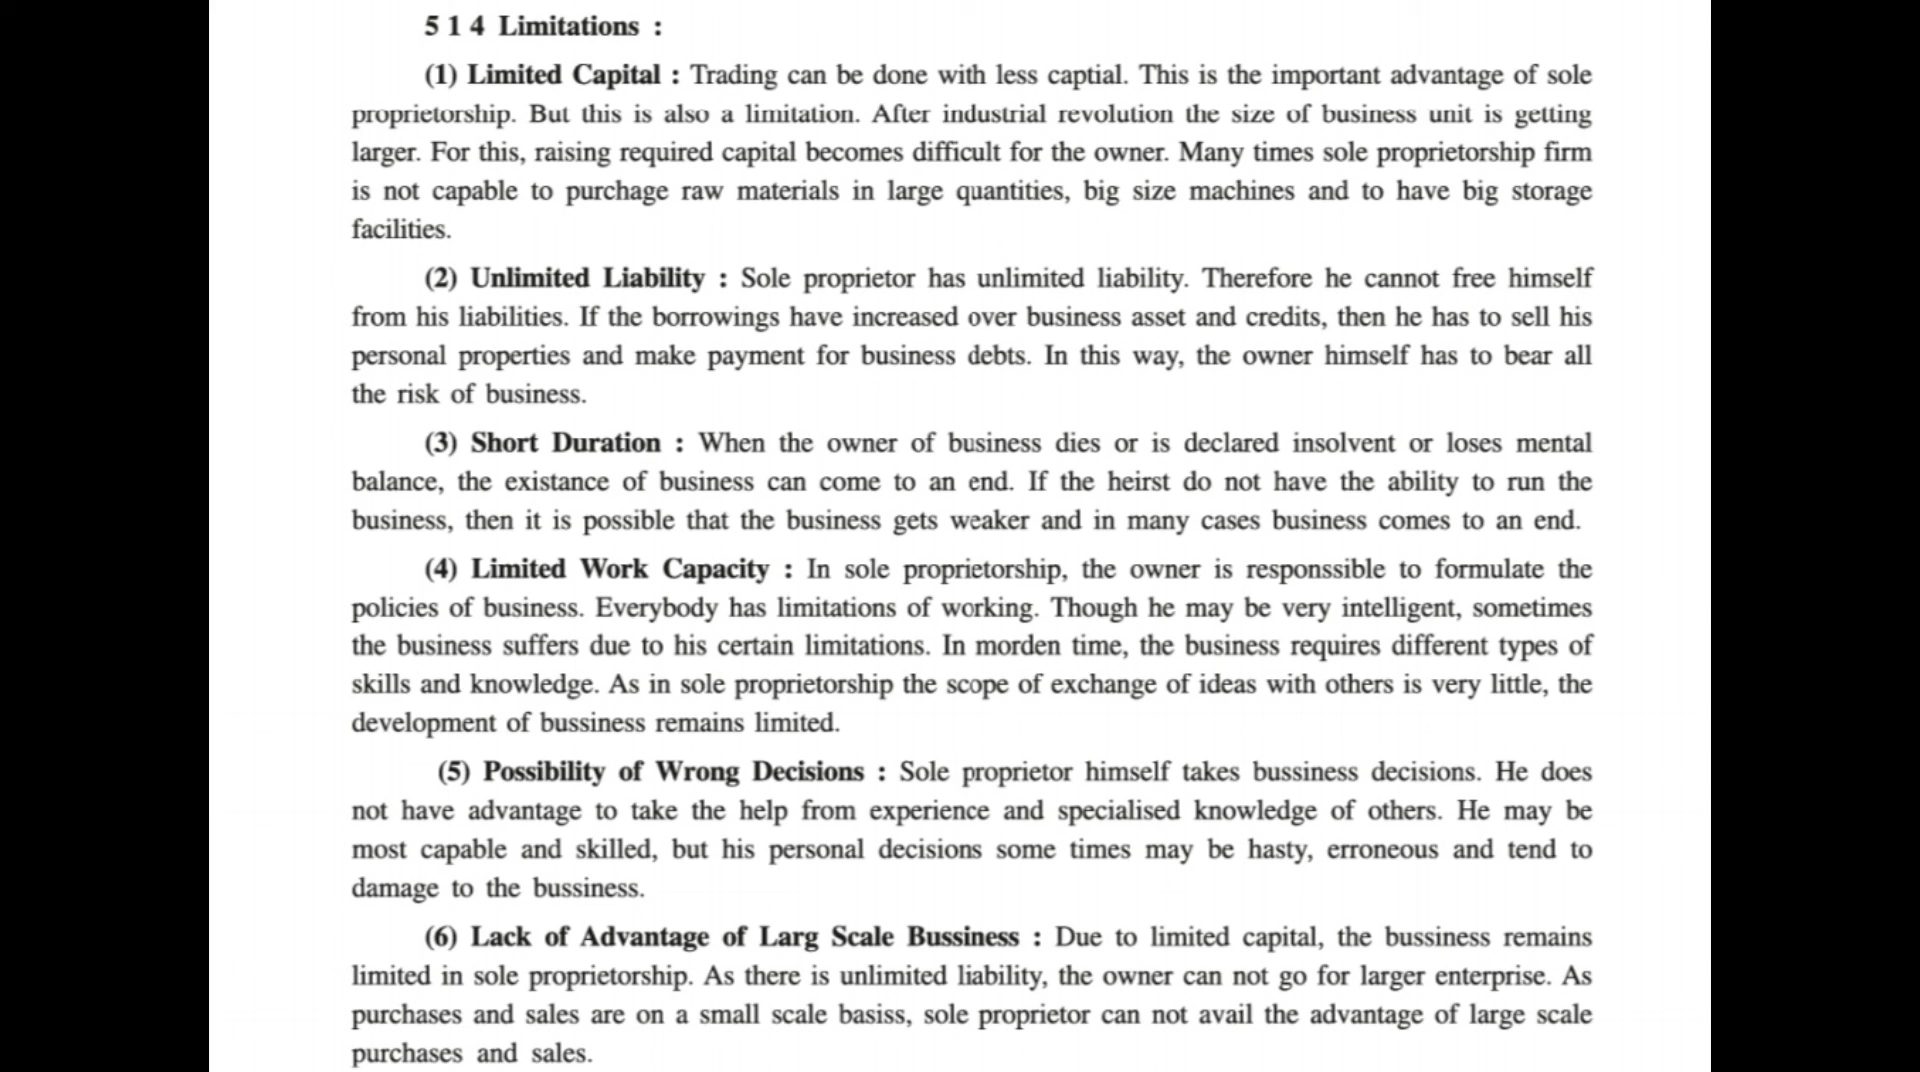 5 1 4 Limitations :
(1) Limited Capital : Trading can be done with less captial. This is the important advantage of sole
proprietorship. But this is also a limitation. After industrial revolution the size of business unit is getting
larger. For this, raising required capital becomes difficult for the owner. Many times sole proprietorship firm
is not capable to purchage raw materials in large quantities, big size machines and to have big storage
facilities.
(2) Unlimited Liability : Sole proprietor has unlimited liability. Therefore he cannot free himself
from his liabilities. If the borrowings have increased over business asset and credits, then he has to sell his
personal properties and make payment for business debts. In this way, the owner himself has to bear all
the risk of business.
(3) Short Duration : When the owner of business dies or is declared insolvent or loses mental
balance, the existance of business can come to an end. If the heirst do not have the ability to run the
business, then it is possible that the business gets weaker and in many cases business comes to an end.
(4) Limited Work Capacity : In sole proprietorship, the owner is responssible to formulate the
policies of business. Everybody has limitations of working. Though he may be very intelligent, sometimes
the business suffers due to his certain limitations. In morden time, the business requires different types of
skills and knowledge. As in sole proprietorship the scope of exchange of ideas with others is very little, the
development of bussiness remains limited.
(5) Possibility of Wrong Decisions : Sole proprietor himself takes bussiness decisions. He does
not have advantage to take the help from experience and specialised knowledge of others. He may be
most capable and skilled, but his personal decisions some times may be hasty, erroneous and tend to
damage to the bussiness.
(6) Lack of Advantage of Larg Scale Bussiness : Due to limited capital, the bussiness remains
limited in sole proprietorship. As there is unlimited liability, the owner can not go for larger enterprise. As
purchases and sales are on a small scale basiss, sole proprietor can not avail the advantage of large scale
purchases and sales.